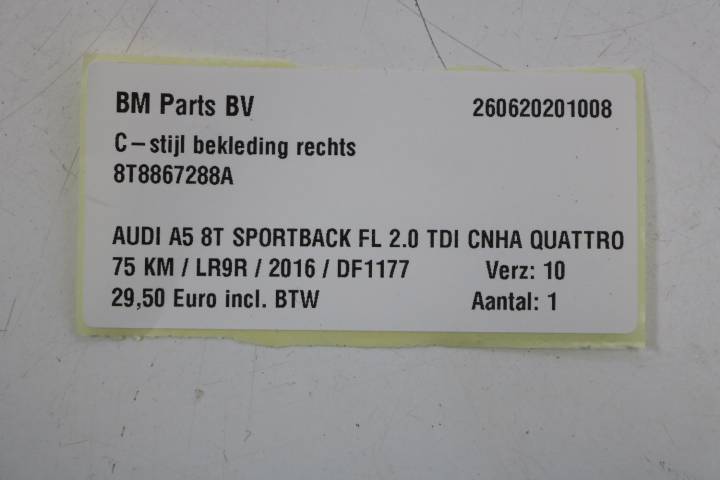 BM Parts BV 260620201008
C-stijl bekleding rechts
8T8867288A
AUDI A5 8T SPORTBACK FL 2.0 TDI CNHA QUATTRO
75 KM / LR9R / 2016 / DF1177 Verz: 10
29,50 Euro incl. BTW Aantal: 1